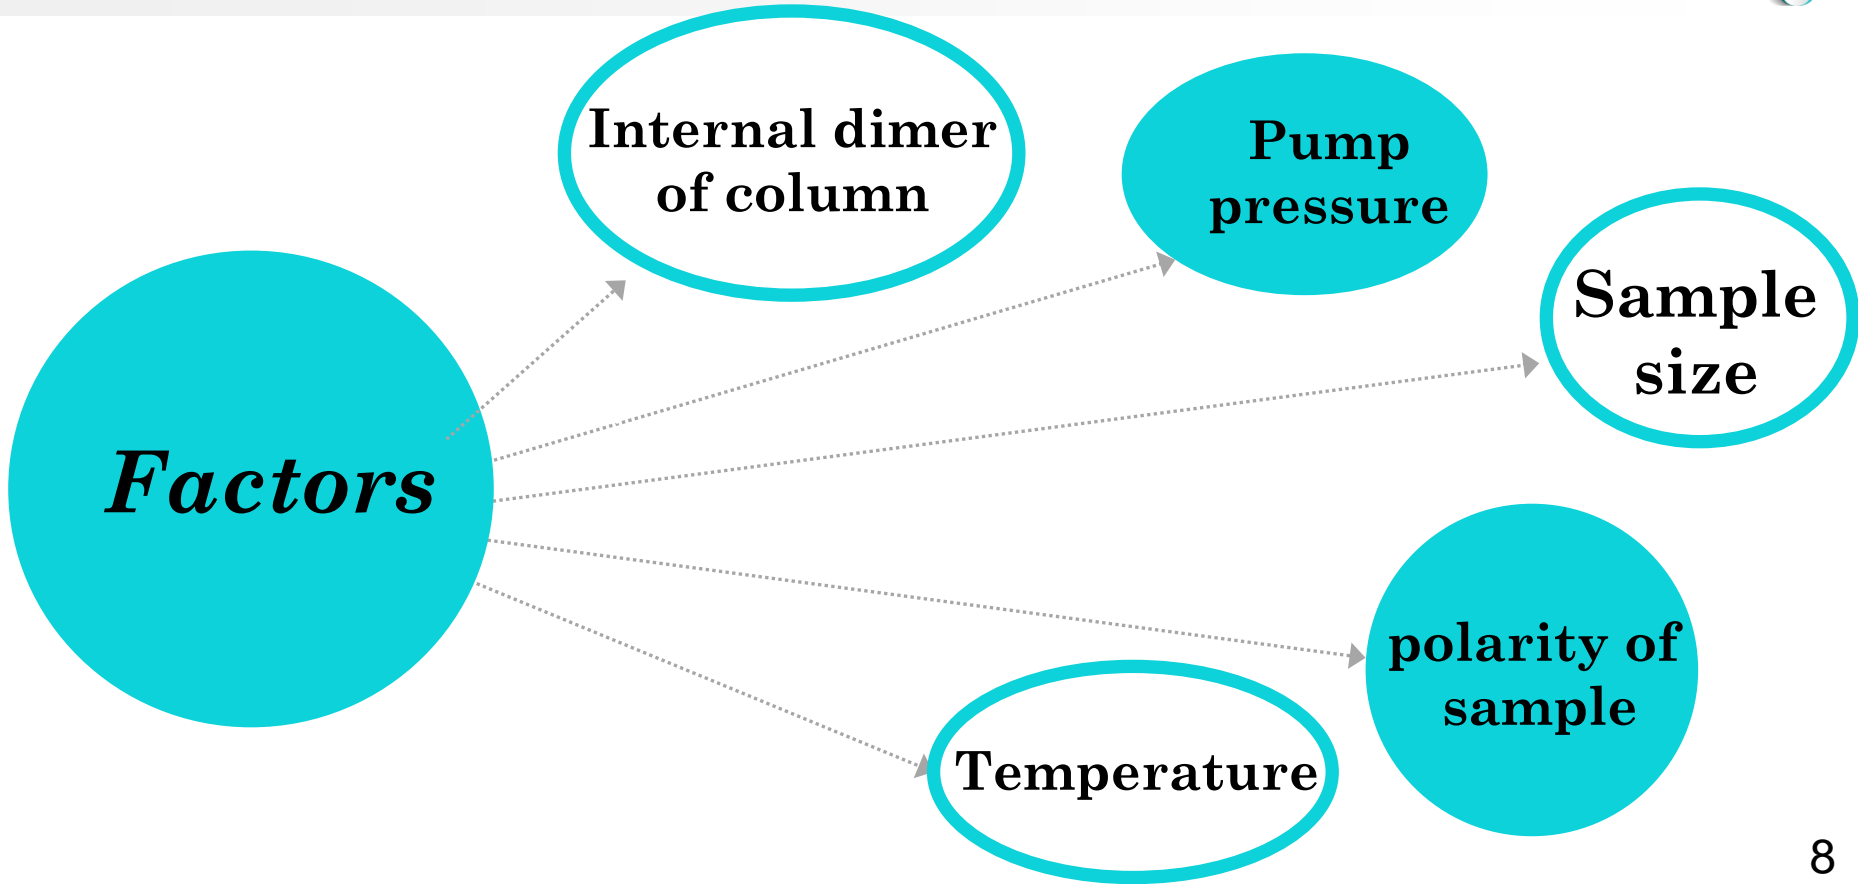 Internal dimer
of column
Pump
pressure
Sample
size
Factors
polarity of
sample
Temperature
8